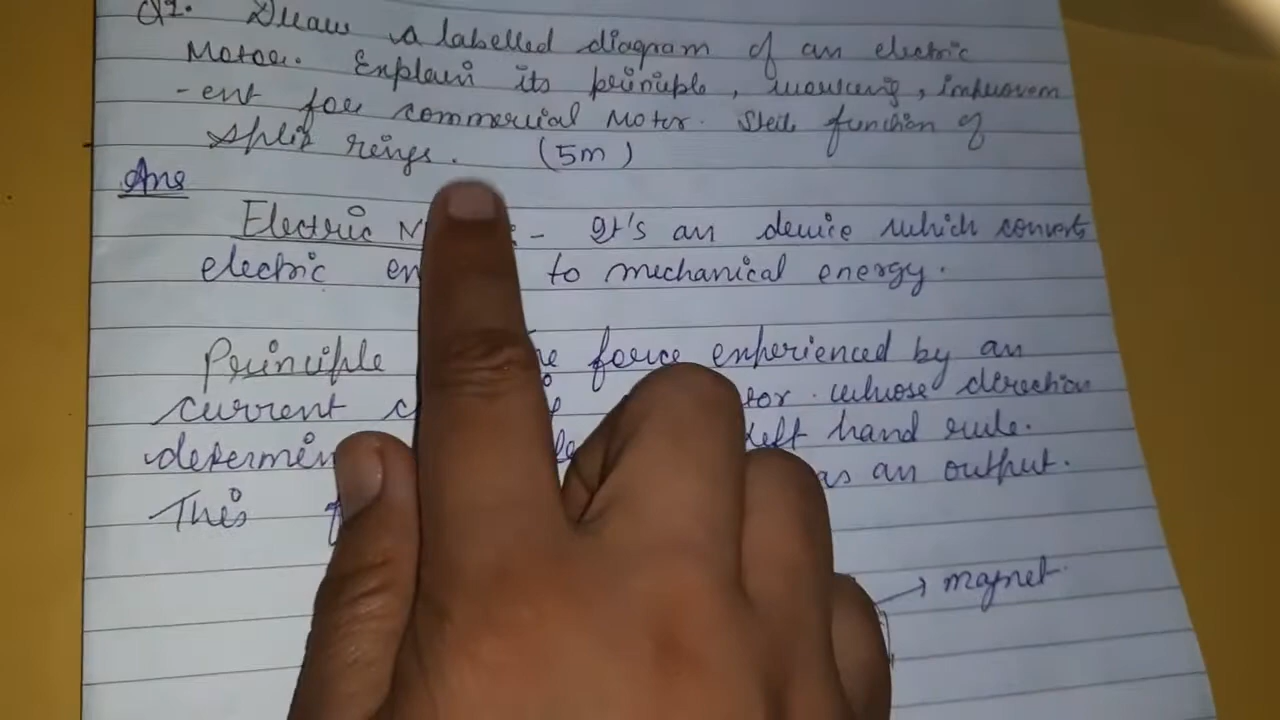 Q1. Draw a labelled diagram of an electric
Motor. Explain its principle, working, improvem
-ent for commercial Motor. State function of
split rings. (5m)
Ans
Electric :- It's an device which converts
electric to mechanical energy.
Principle force experienced by an
current whose direction
left hand rule.
as an output.
This
→ magnet